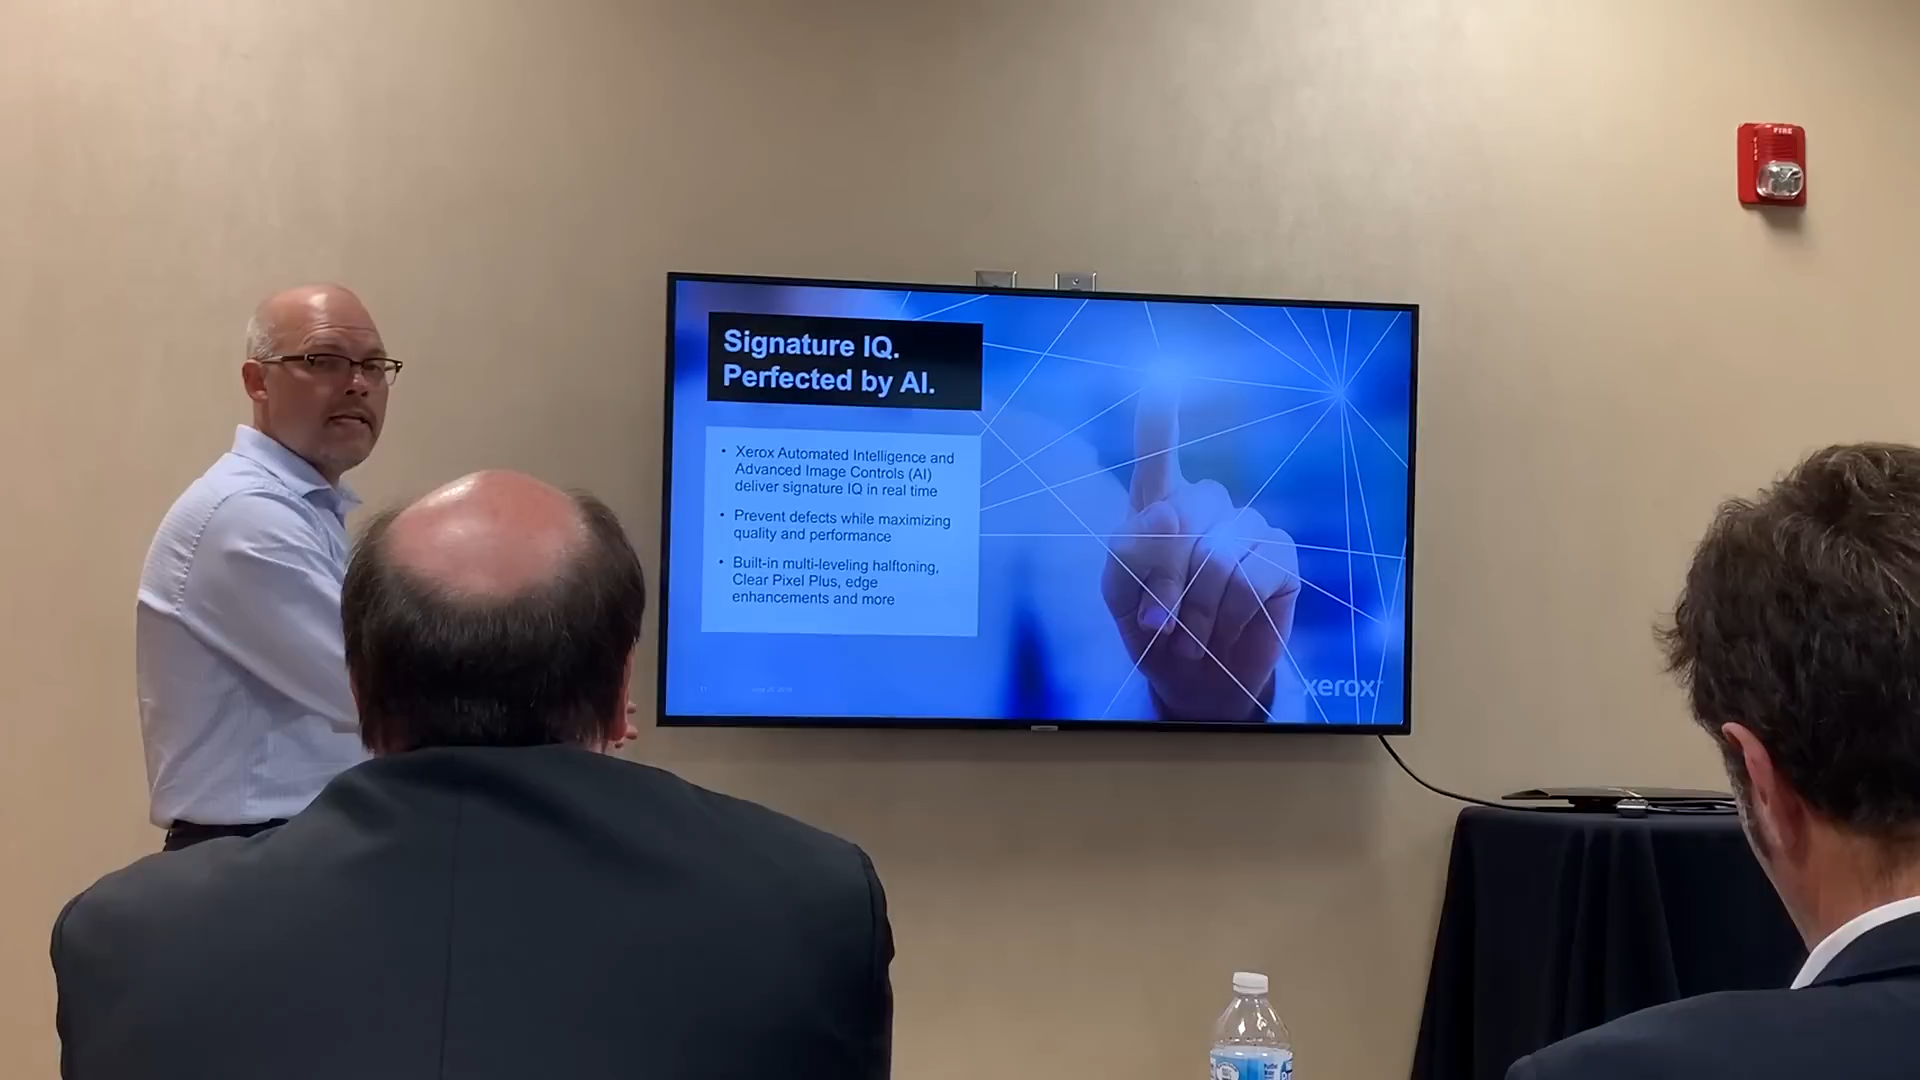 FIRE
Signature IQ.
Perfected by AI.
• Xerox Automated Intelligence and
Advanced Image Controls (AI)
deliver signature IQ in real time
• Prevent defects while maximizing
quality and performance
• Built-in multi-leveling halftoning,
Clear Pixel Plus, edge
enhancements and more
11
xerox™